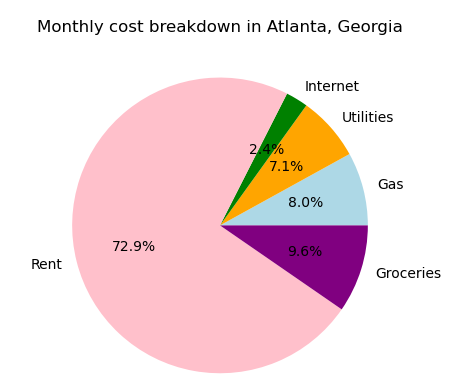 Monthly cost breakdown in Atlanta, Georgia
Internet
Utilities
2.4%
7.1%
Gas
8.0%
72.9%
9.6%
Rent
Groceries